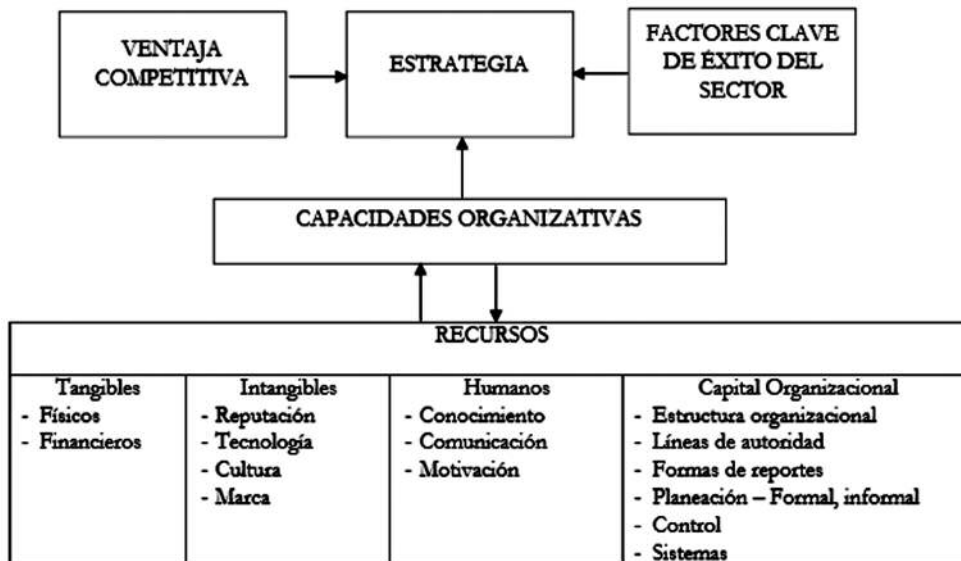 VENTAJA
COMPETITIVA
ESTRATEGIA
FACTORES CLAVE
DE ÉXITO DEL
SECTOR
CAPACIDADES ORGANIZATIVAS
RECURSOS
Tangibles
- Físicos
- Financieros
Intangibles
- Reputación
- Tecnología
- Cultura
- Marca
Humanos
- Conocimiento
- Comunicación
- Motivación
Capital Organizacional
- Estructura organizacional
- Líneas de autoridad
- Formas de reportes
- Planeación – Formal, informal
- Control
- Sistemas